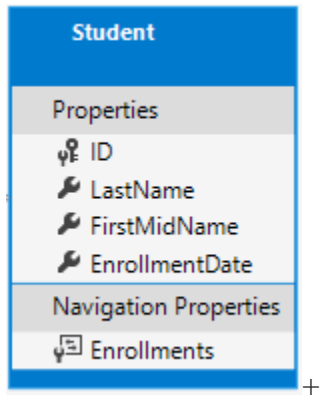 Student
Properties
ID
LastName
FirstMidName
EnrollmentDate
Navigation Properties
Enrollments